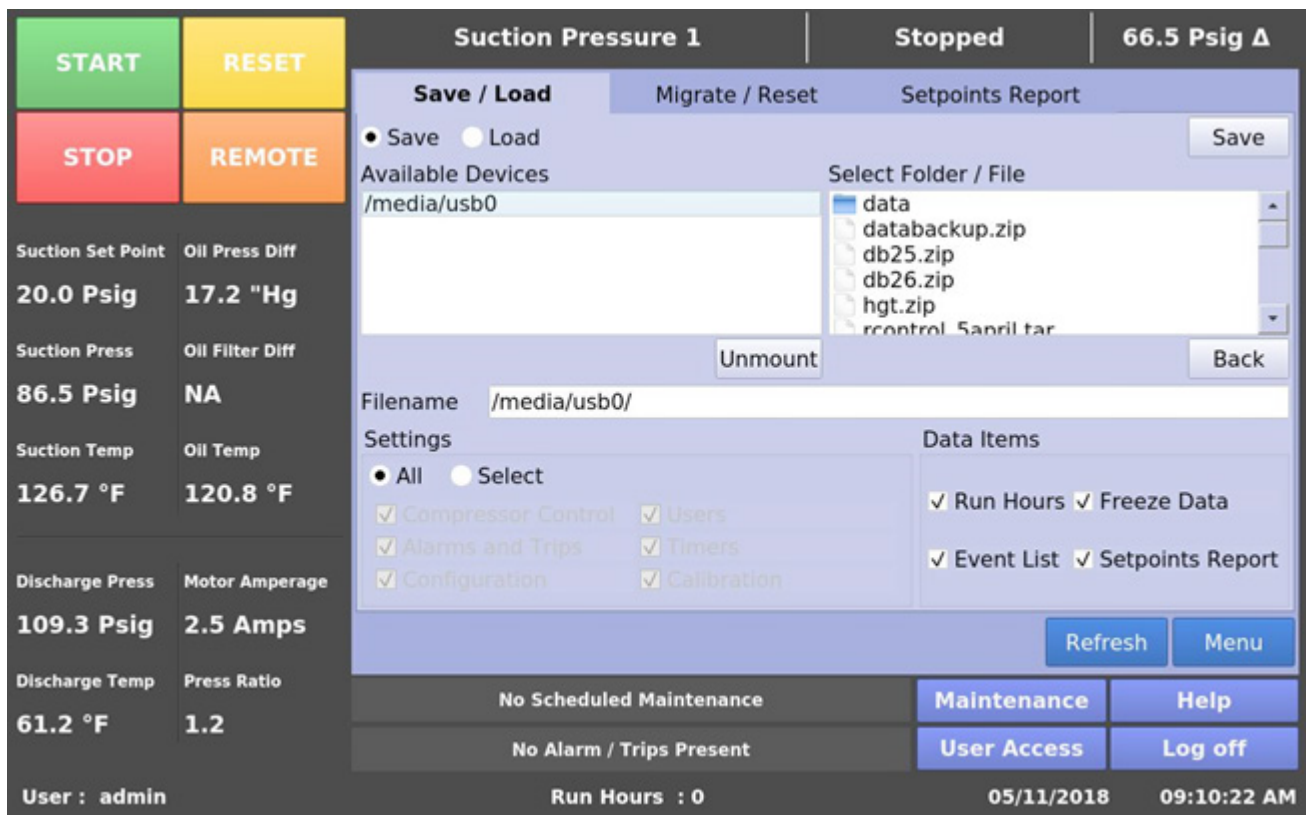 START RESET
STOP REMOTE
Suction Set Point Oil Press Diff
20.0 Psig 17.2 "Hg
Suction Press Oil Filter Diff
86.5 Psig NA
Suction Temp Oil Temp
126.7 °F 120.8 °F
Discharge Press Motor Amperage
109.3 Psig 2.5 Amps
Discharge Temp Press Ratio
61.2 °F 1.2
Suction Pressure 1 Stopped 66.5 Psig Δ
Save / Load Migrate / Reset Setpoints Report
Save Load Save
Available Devices Select Folder / File
/media/usb0 data
databackup.zip
db25.zip
db26.zip
hgt.zip
rcontrol_5april.tar
Unmount Back
Filename /media/usb0/
Settings Data Items
All Select
Compressor Control Users
Alarms and Trips Timers
Configuration Calibration
Run Hours Freeze Data
Event List Setpoints Report
Refresh Menu
No Scheduled Maintenance Maintenance Help
No Alarm / Trips Present User Access Log off
User : admin Run Hours : 0 05/11/2018 09:10:22 AM